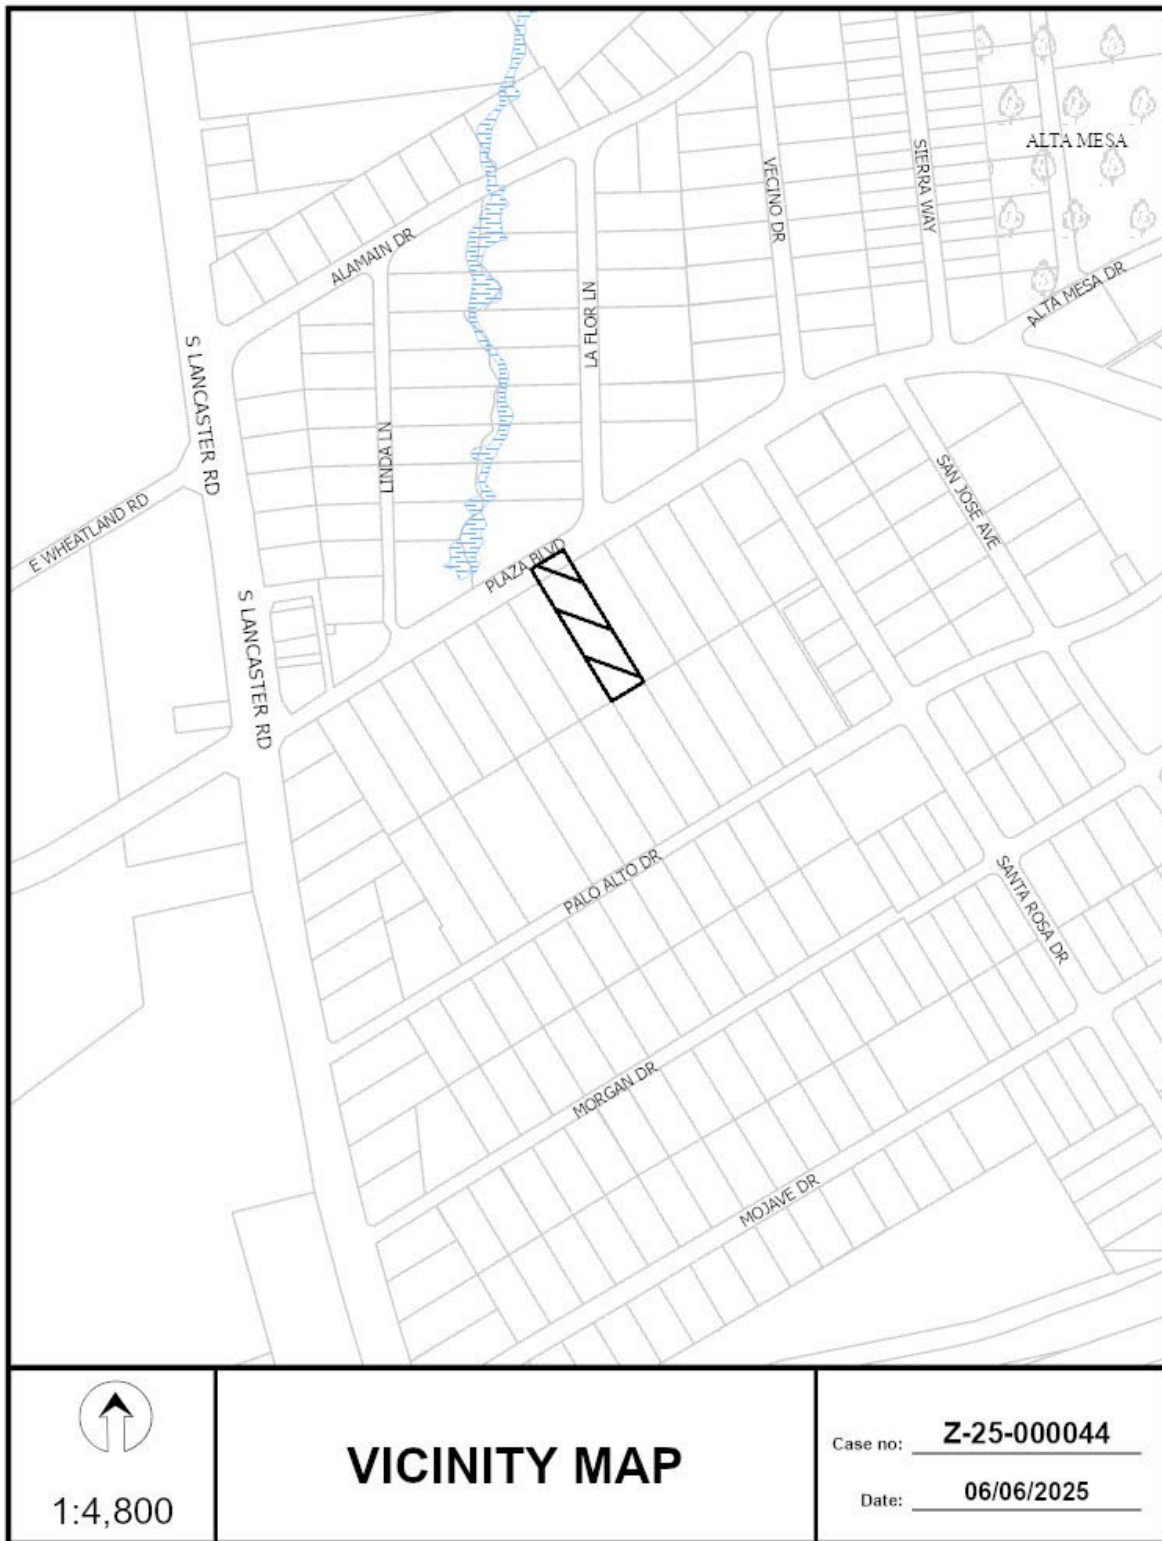 ALTA MESA
VECINO DR
SIERRA WAY
ALAMAIN DR
ALTA MESA DR
LA FLOR LN
S LANCASTER RD
LINDA LN
SAN JOSE AVE
E WHEATLAND RD
PLAZA BLVD
S LANCASTER RD
PALO ALTO DR
SANTA ROSA DR
MORGAN DR
MOJAVE DR
1:4,800
VICINITY MAP
Case no: Z-25-000044
Date: 06/06/2025